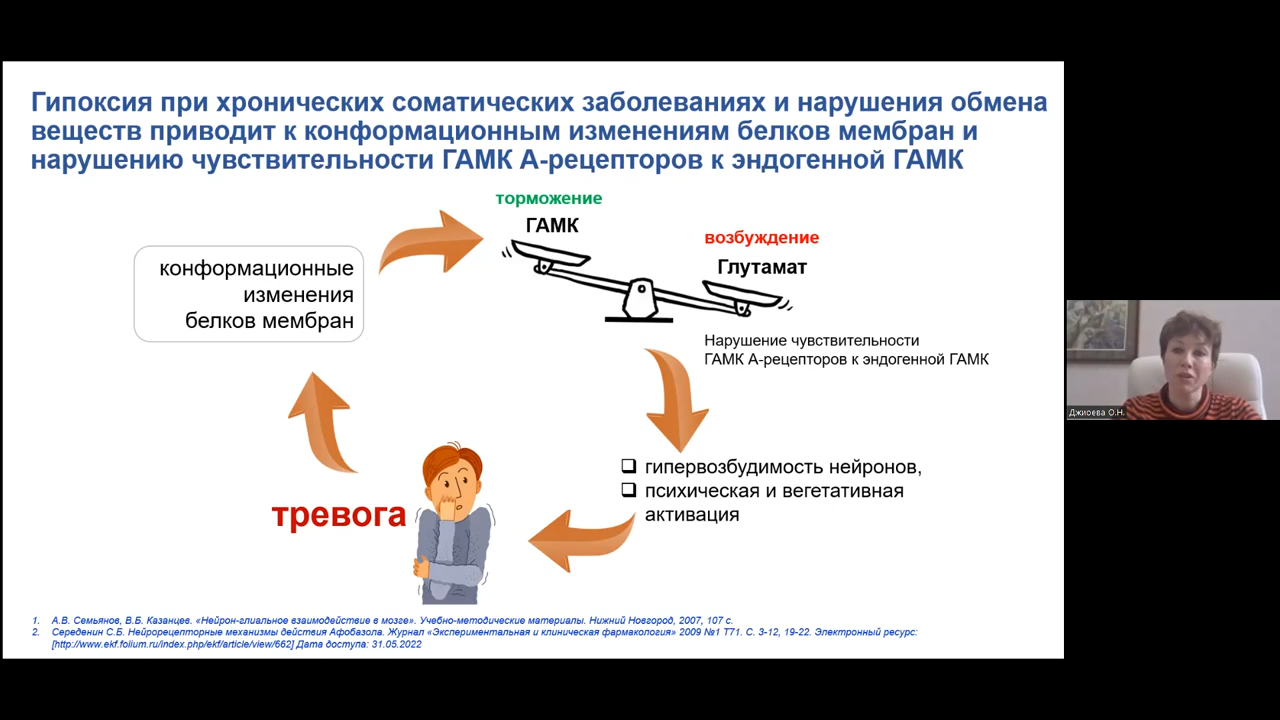 Гипоксия при хронических соматических заболеваниях и нарушения обмена
веществ приводит к конформационным изменениям белков мембран и
нарушению чувствительности ГАМК А-рецепторов к эндогенной ГАМК
торможение
ГАМК
возбуждение
Глутамат
конформационные
изменения
белков мембран
Нарушение чувствительности
ГАМК А-рецепторов к эндогенной ГАМК
гипервозбудимость нейронов,
психическая и вегетативная
активация
тревога
Джиоева О.Н.
1. А.В. Семьянов, В.Б. Казанцев. «Нейрон-глиальное взаимодействие в мозге». Учебно-методические материалы. Нижний Новгород, 2007, 107 с.
2. Середенин С.Б. Нейрорецепторные механизмы действия Афобазола. Журнал «Экспериментальная и клиническая фармакология» 2009 №1 Т71. С. 3-12, 19-22. Электронный ресурс:
[http://www.ekf.folium.ru/index.php/ekf/article/view/662] Дата доступа: 31.05.2022